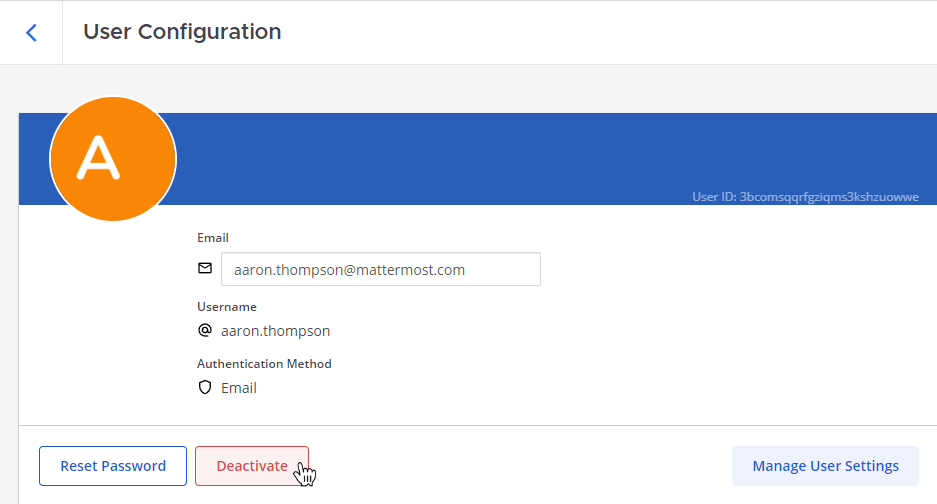 User Configuration
A
User ID: 3bcomsqqrfgziqms3kshzuowwe
Email
aaron.thompson@mattermost.com
Username
aaron.thompson
Authentication Method
Email
Reset Password
Deactivate
Manage User Settings